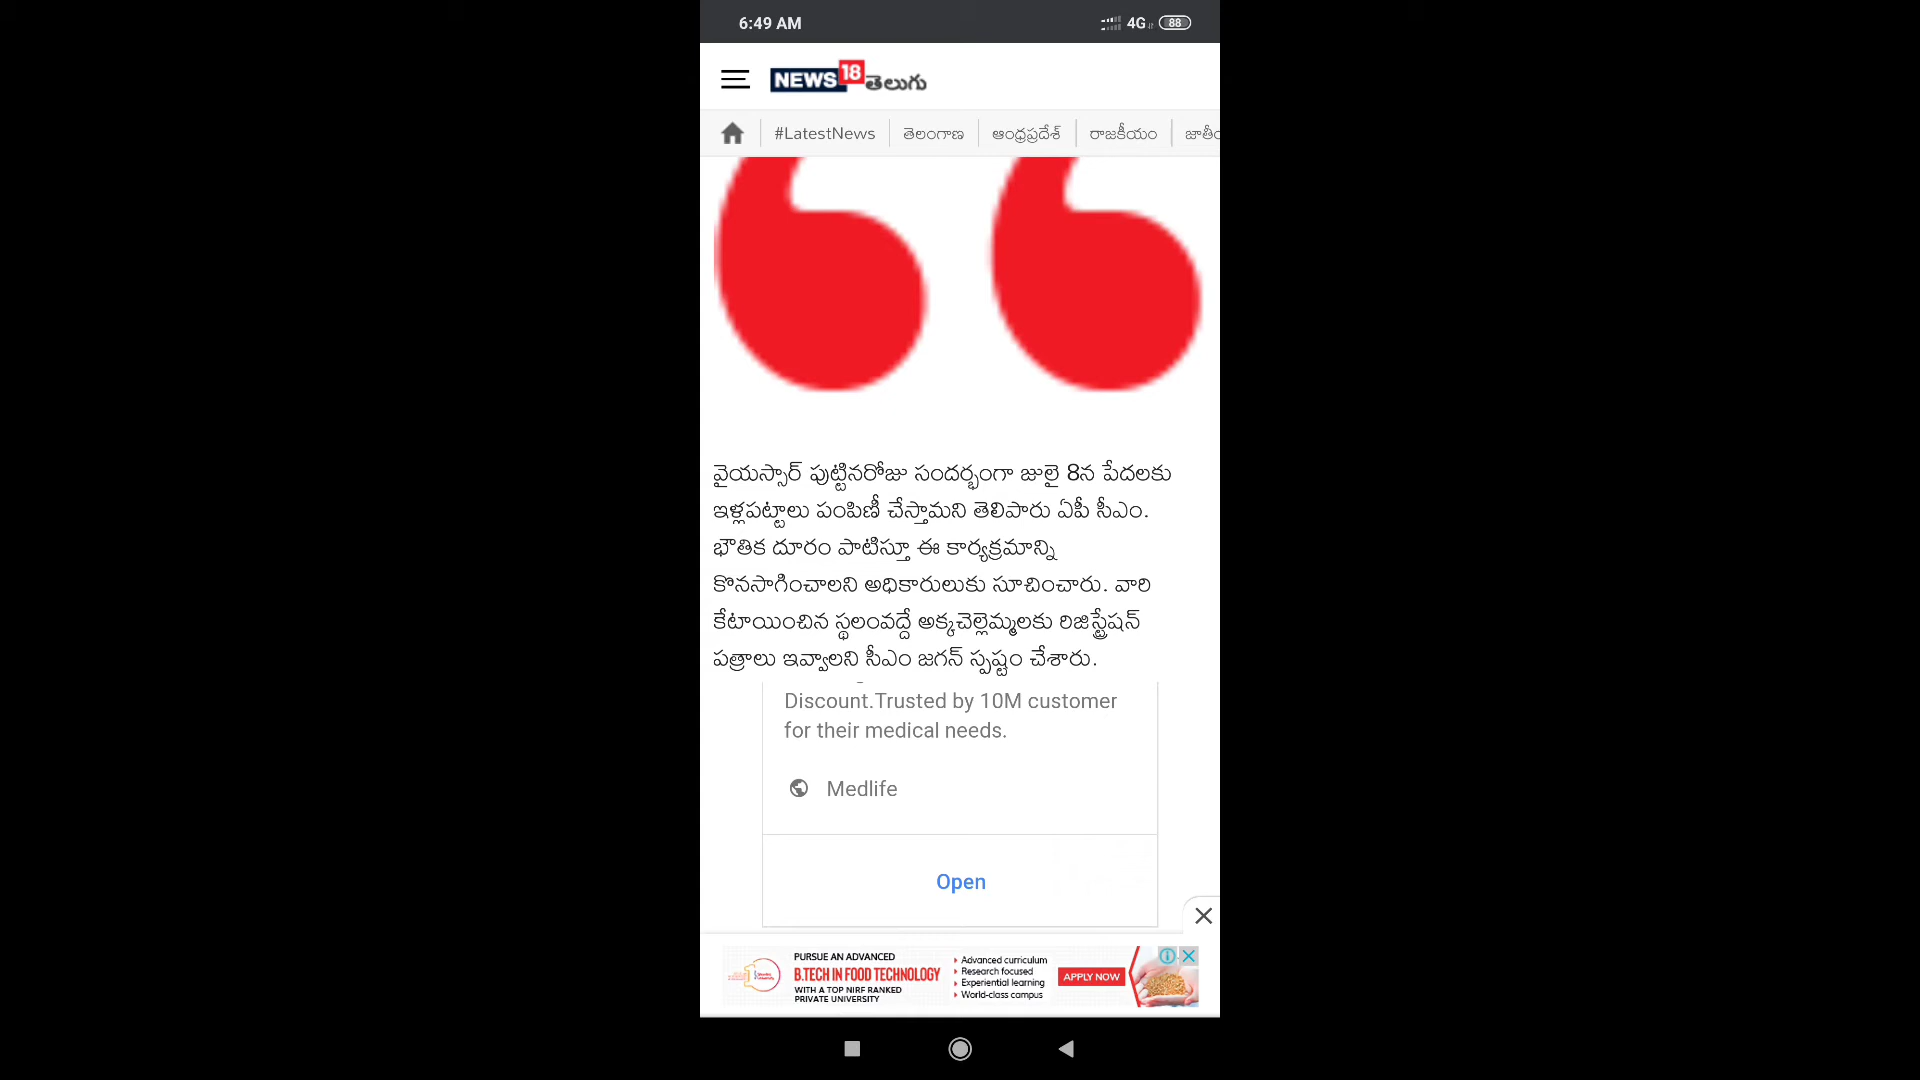 6:49 AM
4G
88
NEWS 18 తెలుగు
#LatestNews
తెలంగాణ
ఆంధ్రప్రదేశ్
రాజకీయం
వైయస్సార్ పుట్టినరోజు సందర్భంగా జులై 8న పేదలకు
ఇళ్లపట్టాలు పంపిణీ చేస్తామని తెలిపారు ఏపీ సీఎం.
భౌతిక దూరం పాటిస్తూ ఈ కార్యక్రమాన్ని
కొనసాగించాలని అధికారులుకు సూచించారు. వారి
కేటాయించిన స్థలంవద్దే అక్కచెల్లెమ్మలకు రిజిస్ట్రేషన్
పత్రాలు ఇవ్వాలని సీఎం జగన్ స్పష్టం చేశారు.
Discount.Trusted by 10M customer
for their medical needs.
Medlife
Open
PURSUE AN ADVANCED
B.TECH IN FOOD TECHNOLOGY
WITH A TOP NIRF RANKED
PRIVATE UNIVERSITY
Advanced curriculum
Research focused
Experiential learning
World-class campus
APPLY NOW